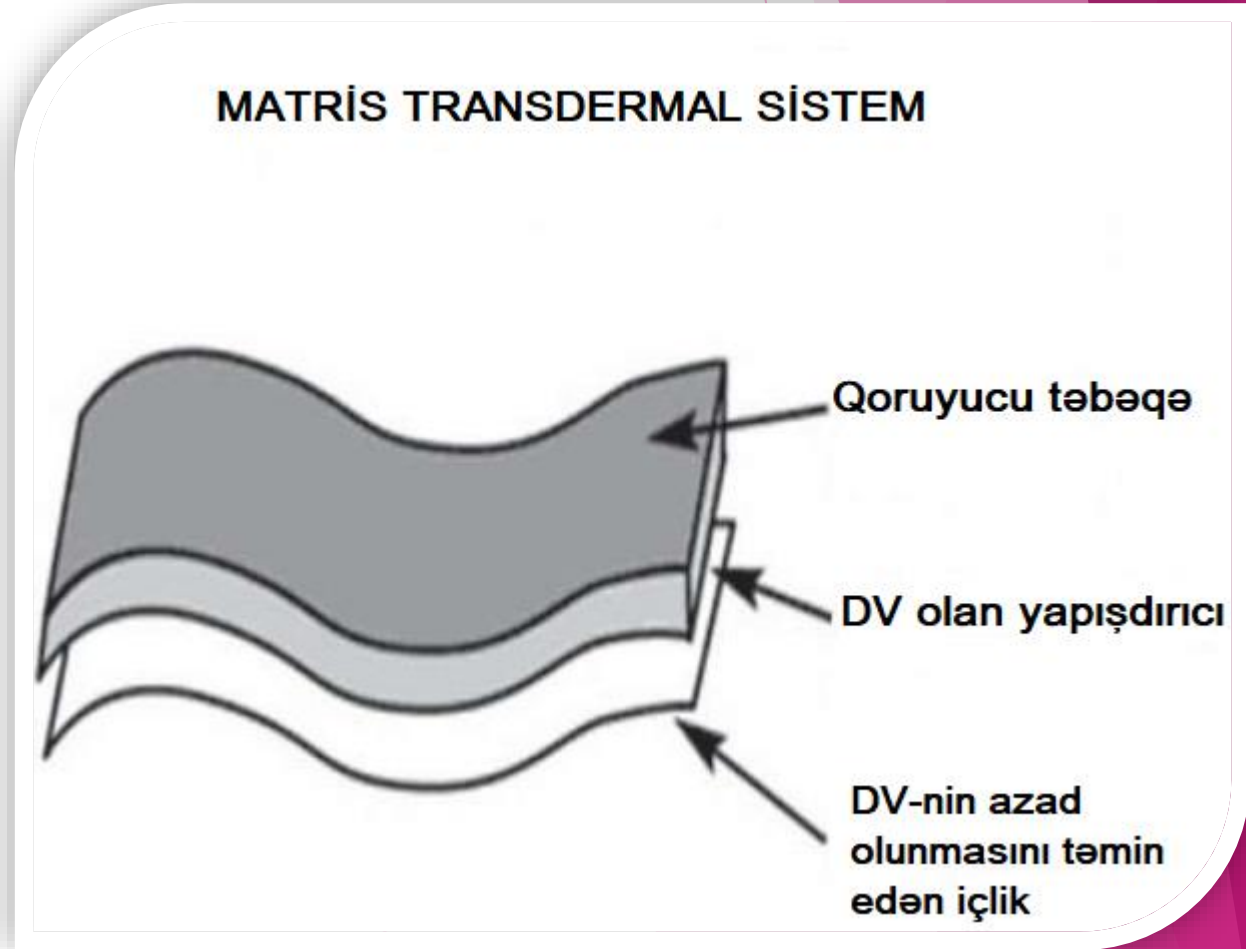 MATRİS TRANSDERMAL SİSTEM
Qoruyucu təbəqə
DV olan yapışdırıcı
DV-nin azad
olunmasını təmin
edən içlik